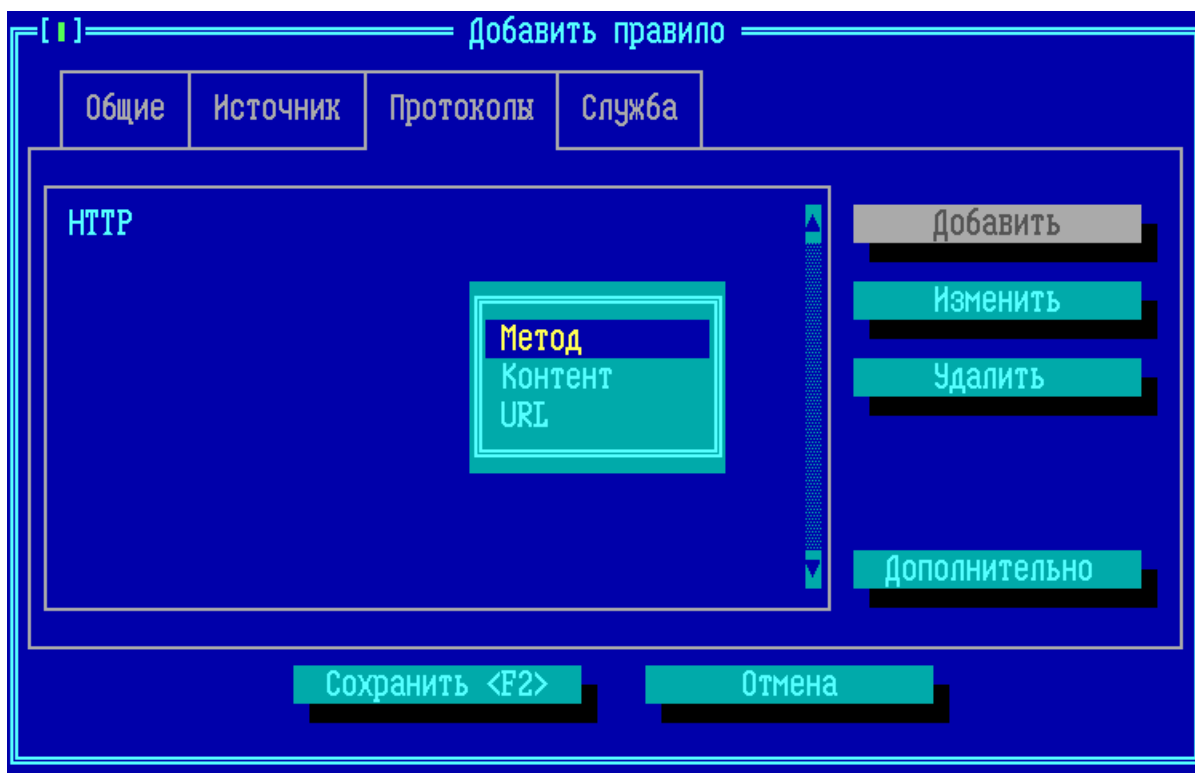 [▮] Добавить правило
Общие Источник Протоколы Служба
HTTP
Добавить
Изменить
Метод
Контент
Удалить
URL
Дополнительно
Сохранить <F2> Отмена